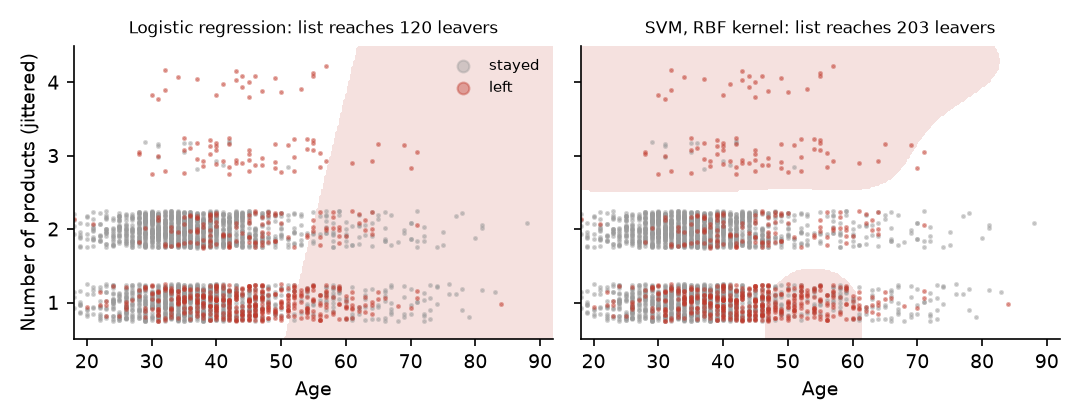 Logistic regression: list reaches 120 leavers
SVM, RBF kernel: list reaches 203 leavers
Number of products (jittered)
4
3
2
1
stayed
left
20 30 40 50 60 70 80 90
20 30 40 50 60 70 80 90
Age
Age